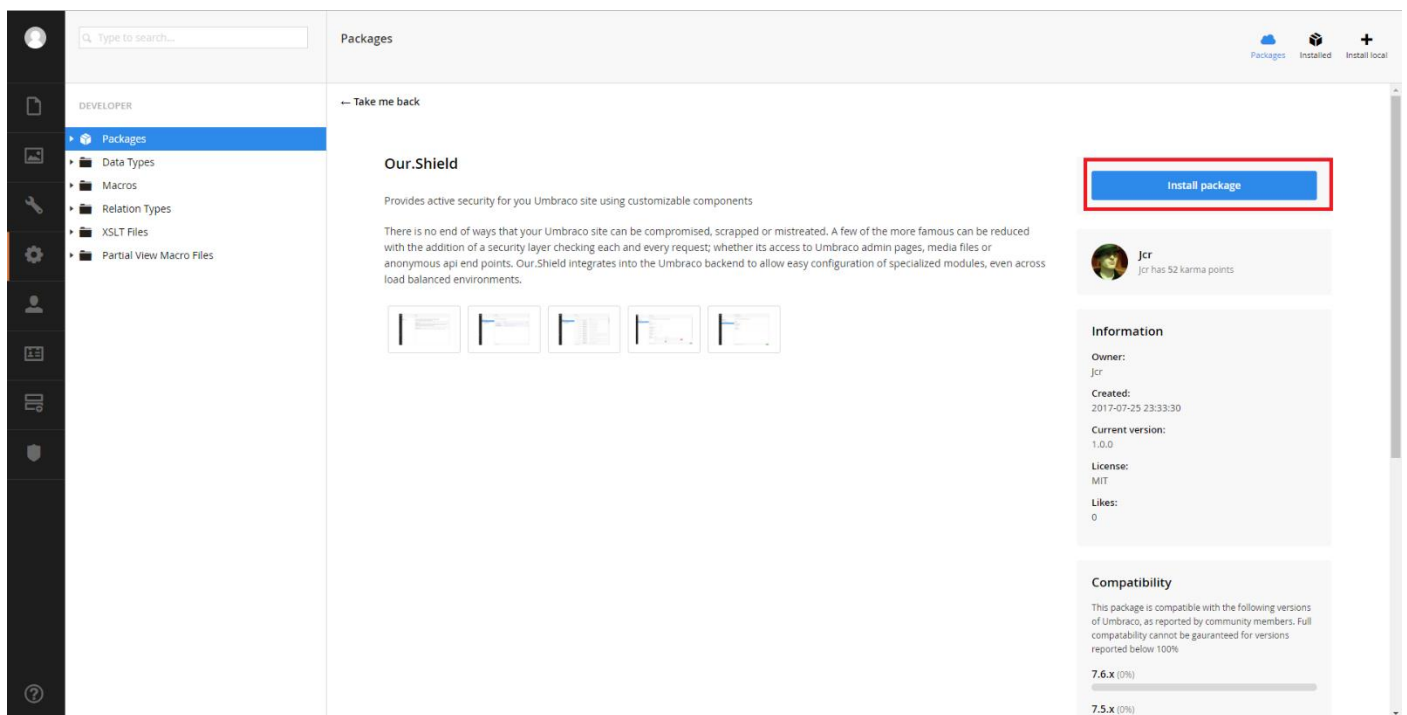 Type to search...
Packages
Packages
Installed
Install local
DEVELOPER
Packages
Data Types
Macros
Relation Types
XSLT Files
Partial View Macro Files
← Take me back
Our.Shield
Provides active security for you Umbraco site using customizable components
There is no end of ways that your Umbraco site can be compromised, scrapped or mistreated. A few of the more famous can be reduced
with the addition of a security layer checking each and every request; whether its access to Umbraco admin pages, media files or
anonymous api end points. Our.Shield integrates into the Umbraco backend to allow easy configuration of specialized modules, even across
load balanced environments.
Install package
Jcr
Jcr has 52 karma points
Information
Owner:
Jcr
Created:
2017-07-25 23:33:30
Current version:
1.0.0
License:
MIT
Likes:
0
Compatibility
This package is compatible with the following versions
of Umbraco, as reported by community members. Full
compatability cannot be gauranteed for versions
reported below 100%
7.6.x (0%)
7.5.x (0%)